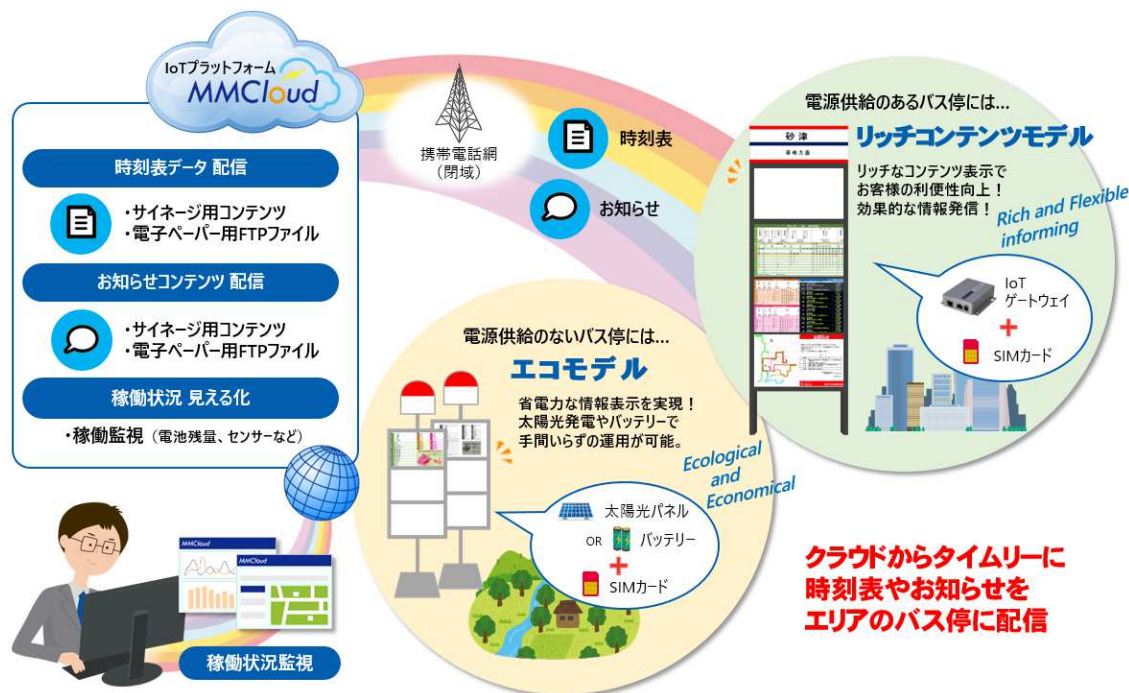 IoTプラットフォーム
MMCloud
時刻表データ 配信
・サイネージ用コンテンツ
・電子ペーパー用FTPファイル
お知らせコンテンツ 配信
・サイネージ用コンテンツ
・電子ペーパー用FTPファイル
稼働状況 見える化
・稼働監視（電池残量、センサーなど）
携帯電話網
（閉域）
時刻表
お知らせ
電源供給のあるバス停には...
リッチコンテンツモデル
リッチなコンテンツ表示で
お客様の利便性向上！
効果的な情報発信！
Rich and Flexible
informing
砂津
IoT
ゲートウェイ
+
SIMカード
電源供給のないバス停には...
エコモデル
省電力な情報表示を実現！
太陽光発電やバッテリーで
手間いらずの運用が可能。
Ecological
and
Economical
太陽光パネル
OR バッテリー
+
SIMカード
MMCloud
MMCloud
稼働状況監視
クラウドからタイムリーに
時刻表やお知らせを
エリアのバス停に配信